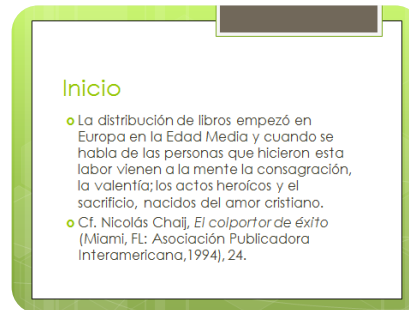 Inicio
La distribución de libros empezó en
Europa en la Edad Media y cuando se
habla de las personas que hicieron esta
labor vienen a la mente la consagración,
la valentía; los actos heroícos y el
sacrificio, nacidos del amor cristiano.
Cf. Nicolás Chaij, El colportor de éxito
(Miami, FL: Asociación Publicadora
Interamericana,1994), 24.